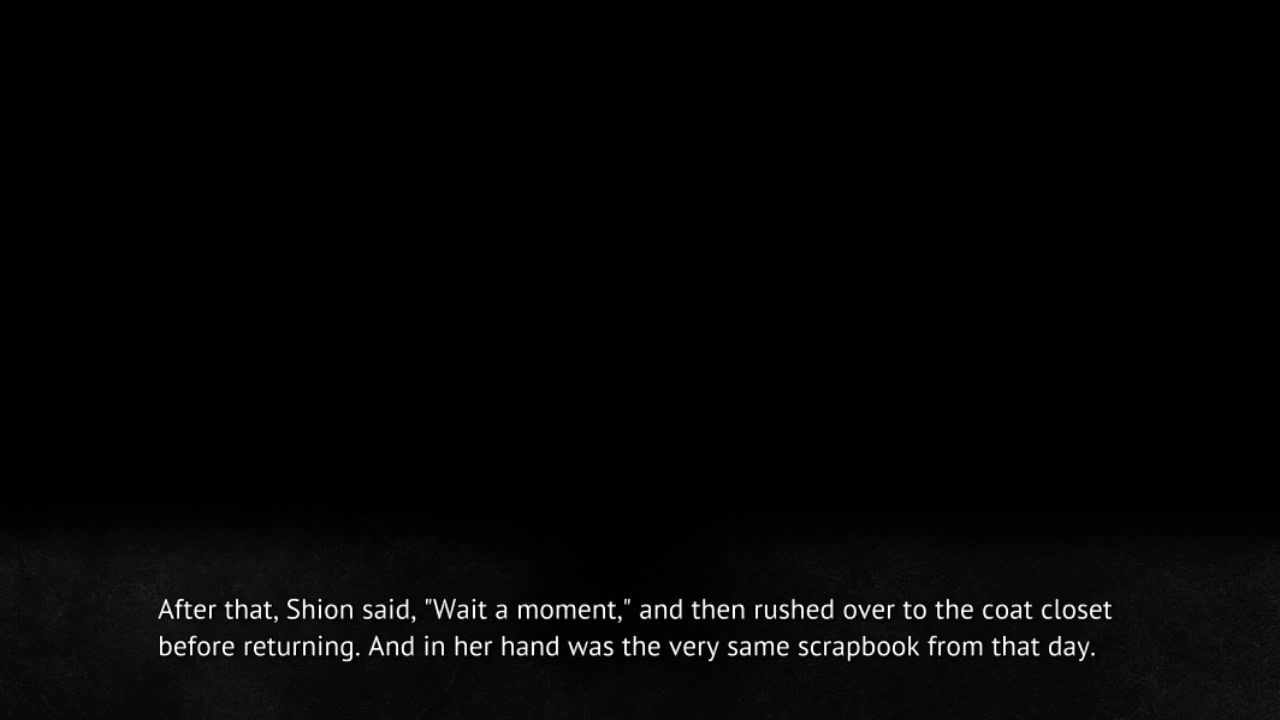 After that, Shion said, "Wait a moment," and then rushed over to the coat closet
before returning. And in her hand was the very same scrapbook from that day.